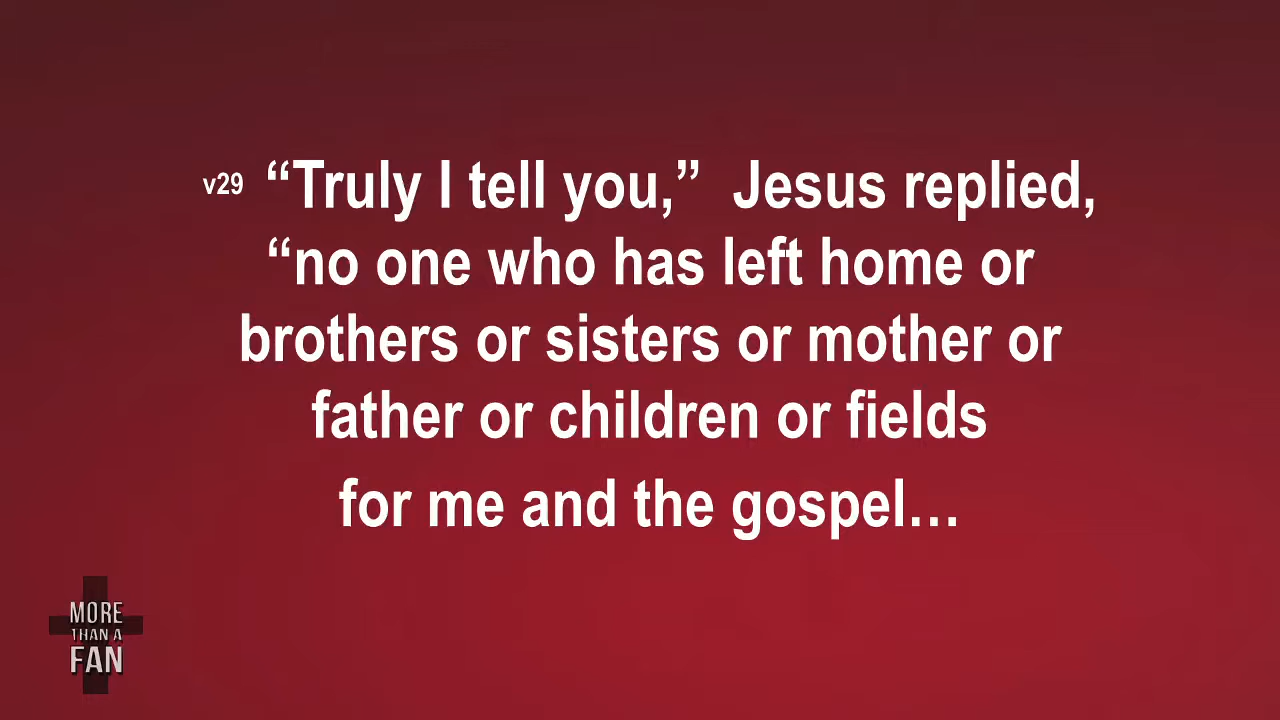 v29 “Truly I tell you,” Jesus replied,
“no one who has left home or
brothers or sisters or mother or
father or children or fields
for me and the gospel…
MORE
THAN A
FAN